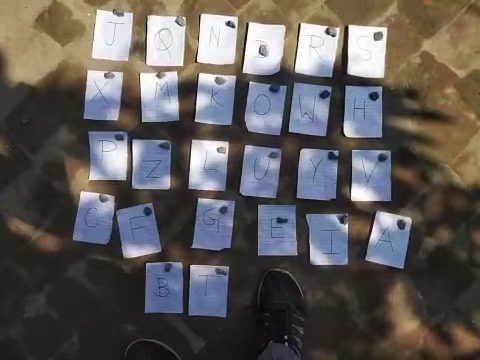 J Q N D R S
X M K O W H
P Z L U Y V
C F G E I A
B T